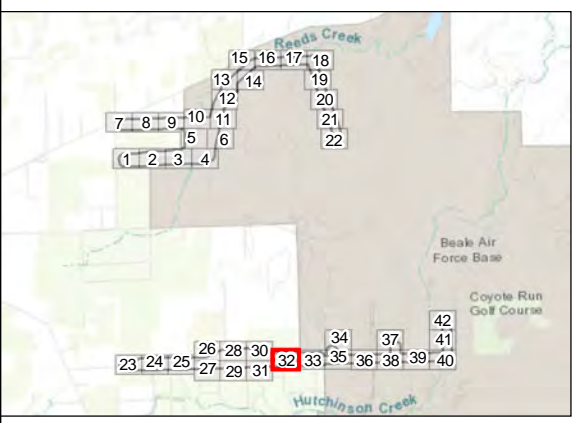 Reeds Creek
15 16 17 18
13 14 19
12 20
7 8 9 10 11 21
5 6 22
1 2 3 4
Beale Air
Force Base
Coyote Run
Golf Course
42
34 37 41
26 28 30
23 24 25 32 33 35 36 38 39 40
27 29 31
Hutchinson Creek